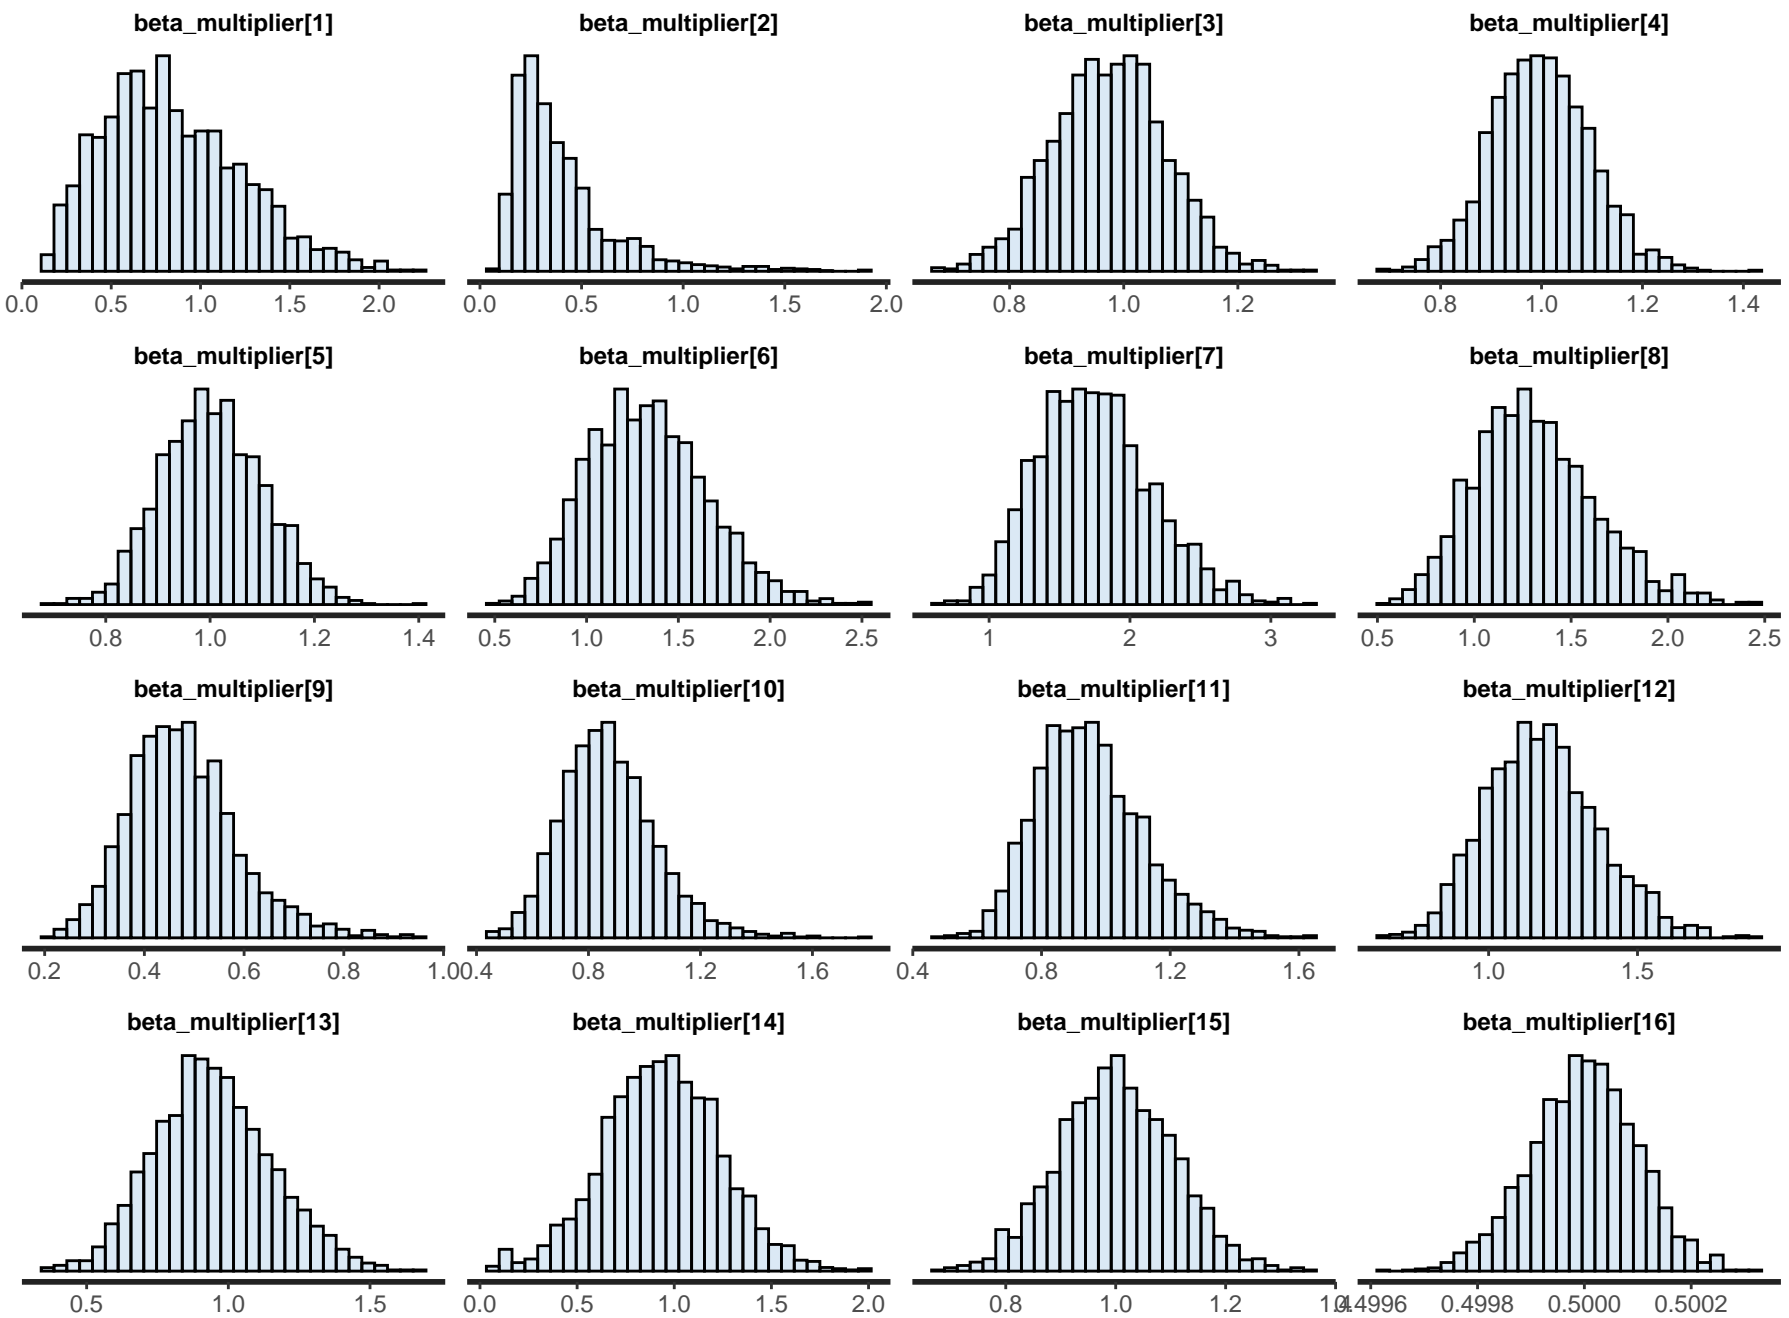 beta_multiplier[1] beta_multiplier[2] beta_multiplier[3] beta_multiplier[4]
0.0 0.5 1.0 1.5 2.0 0.0 0.5 1.0 1.5 2.0 0.8 1.0 1.2 0.8 1.0 1.2 1.4
beta_multiplier[5] beta_multiplier[6] beta_multiplier[7] beta_multiplier[8]
0.8 1.0 1.2 1.4 0.5 1.0 1.5 2.0 2.5 1 2 3 0.5 1.0 1.5 2.0 2.5
beta_multiplier[9] beta_multiplier[10] beta_multiplier[11] beta_multiplier[12]
0.2 0.4 0.6 0.8 1.0 0.4 0.8 1.2 1.6 0.4 0.8 1.2 1.6 1.0 1.5
beta_multiplier[13] beta_multiplier[14] beta_multiplier[15] beta_multiplier[16]
0.5 1.0 1.5 0.0 0.5 1.0 1.5 2.0 0.8 1.0 1.2 1.4 0.4996 0.4998 0.5000 0.5002